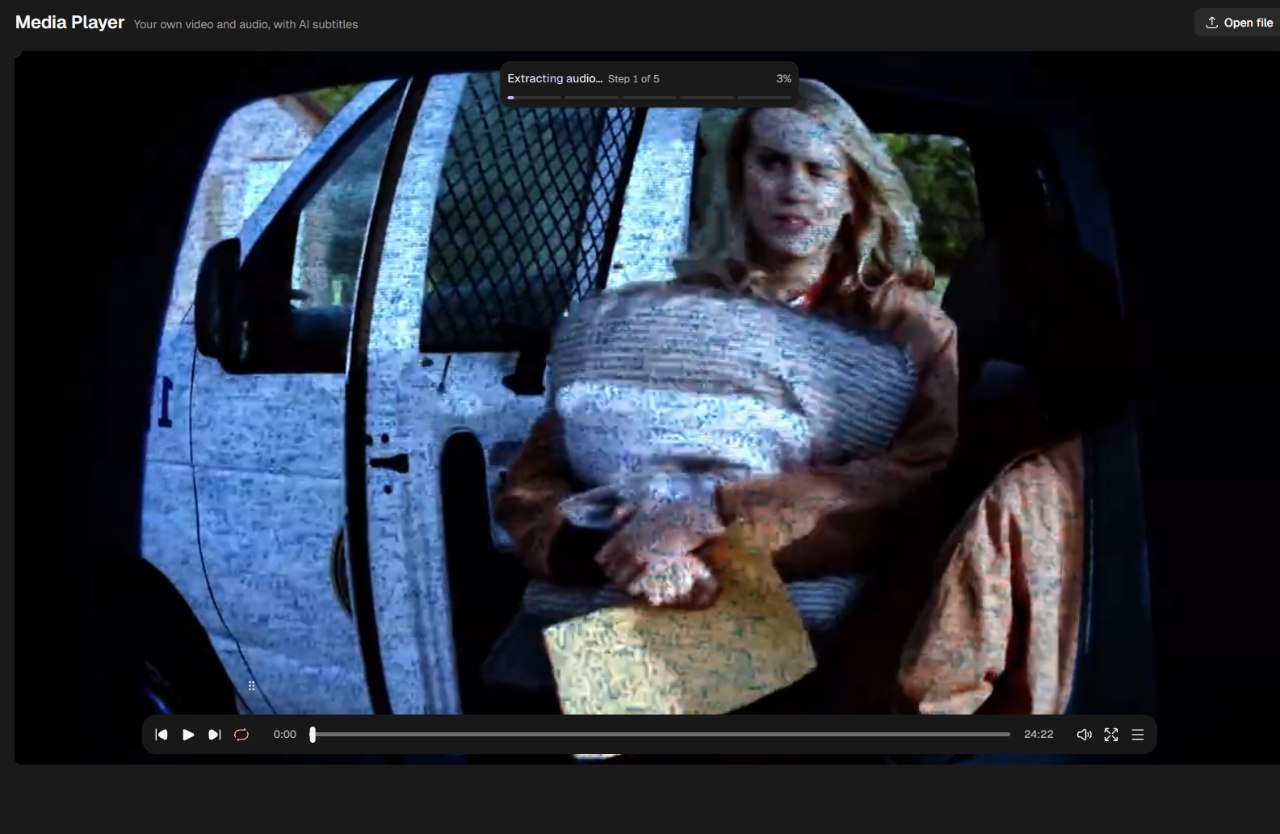 Media Player Your own video and audio, with AI subtitles
Open file
Extracting audio... Step 1 of 5 3%
1
0:00 24:22